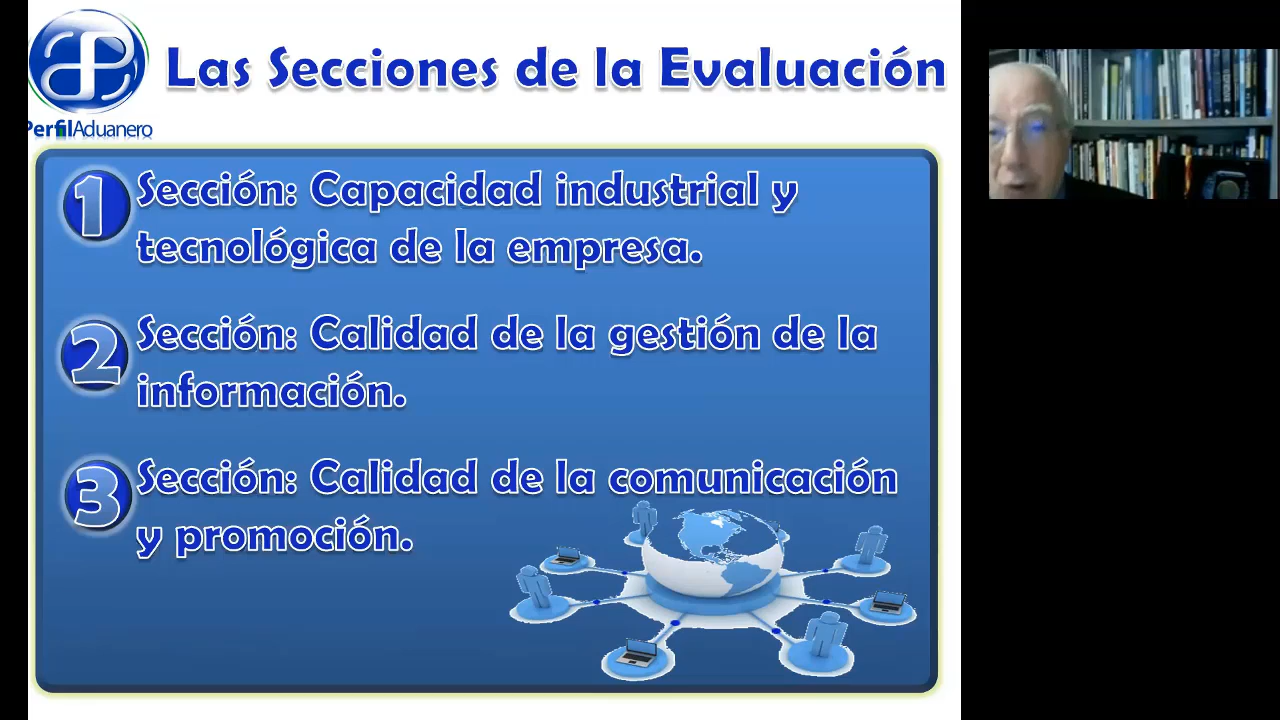 Las Secciones de la Evaluación
PerfilAduanero
1 Sección: Capacidad industrial y
tecnológica de la empresa.
2 Sección: Calidad de la gestión de la
información.
3 Sección: Calidad de la comunicación
y promoción.